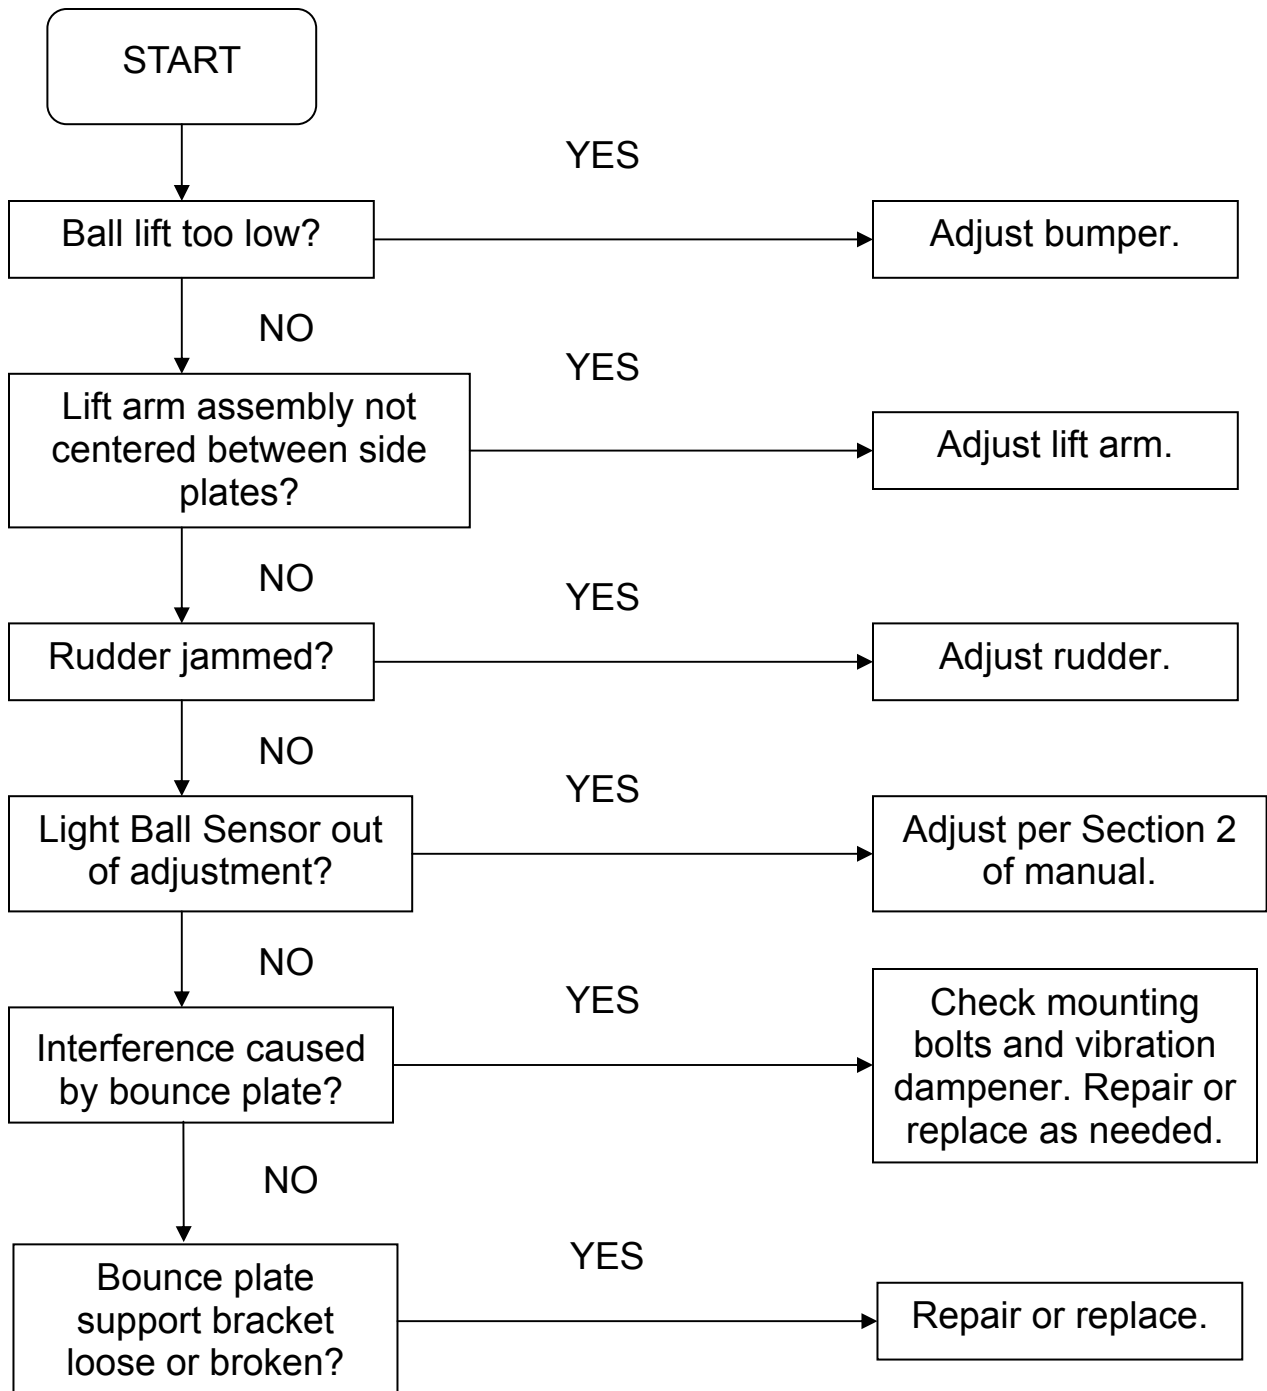 START
YES
Ball lift too low?
Adjust bumper.
NO
YES
Lift arm assembly not
centered between side
plates?
Adjust lift arm.
NO
YES
Rudder jammed?
Adjust rudder.
NO
YES
Light Ball Sensor out
of adjustment?
Adjust per Section 2
of manual.
NO
YES
Interference caused
by bounce plate?
Check mounting
bolts and vibration
dampener. Repair or
replace as needed.
NO
YES
Bounce plate
support bracket
loose or broken?
Repair or replace.